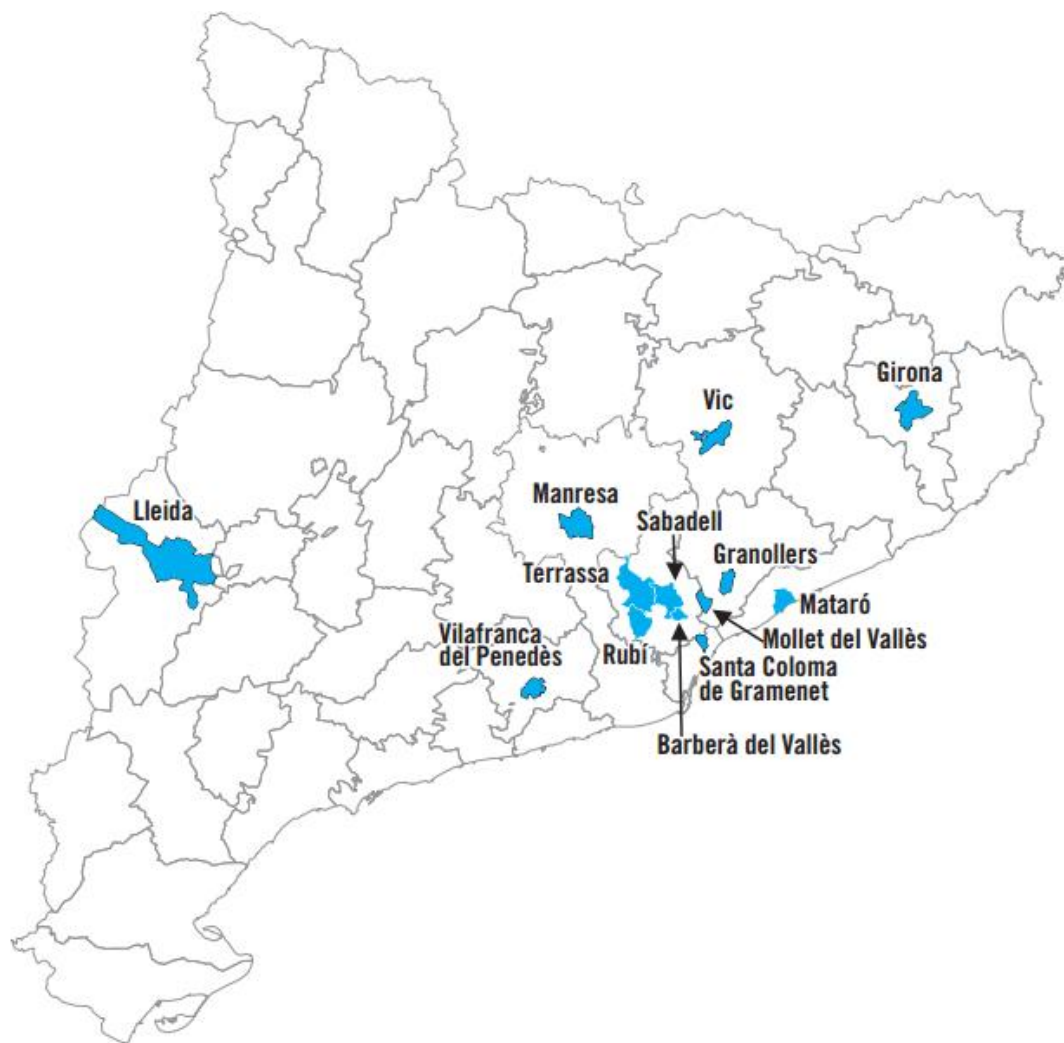 Girona
Vic
Lleida
Manresa
Sabadell
Granollers
Terrassa
Mataró
Vilafranca
del Penedès
Rubí
Mollet del Vallès
Santa Coloma
de Gramenet
Barberà del Vallès